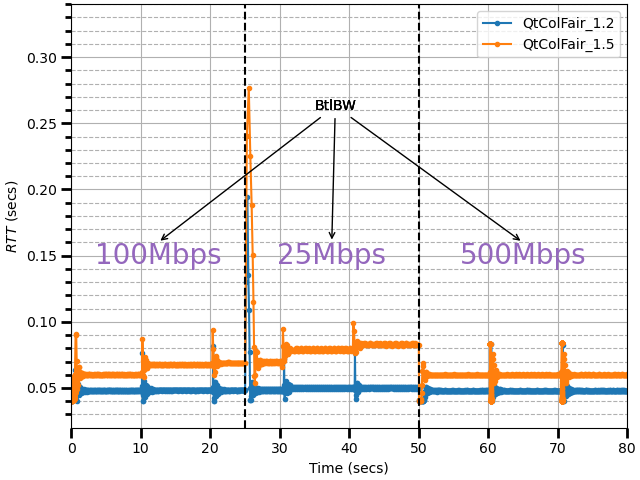 QtColFair_1.2
QtColFair_1.5
BtlBW
100Mbps 25Mbps 500Mbps
RTT (secs)
0.30
0.25
0.20
0.15
0.10
0.05
0 10 20 30 40 50 60 70 80
Time (secs)